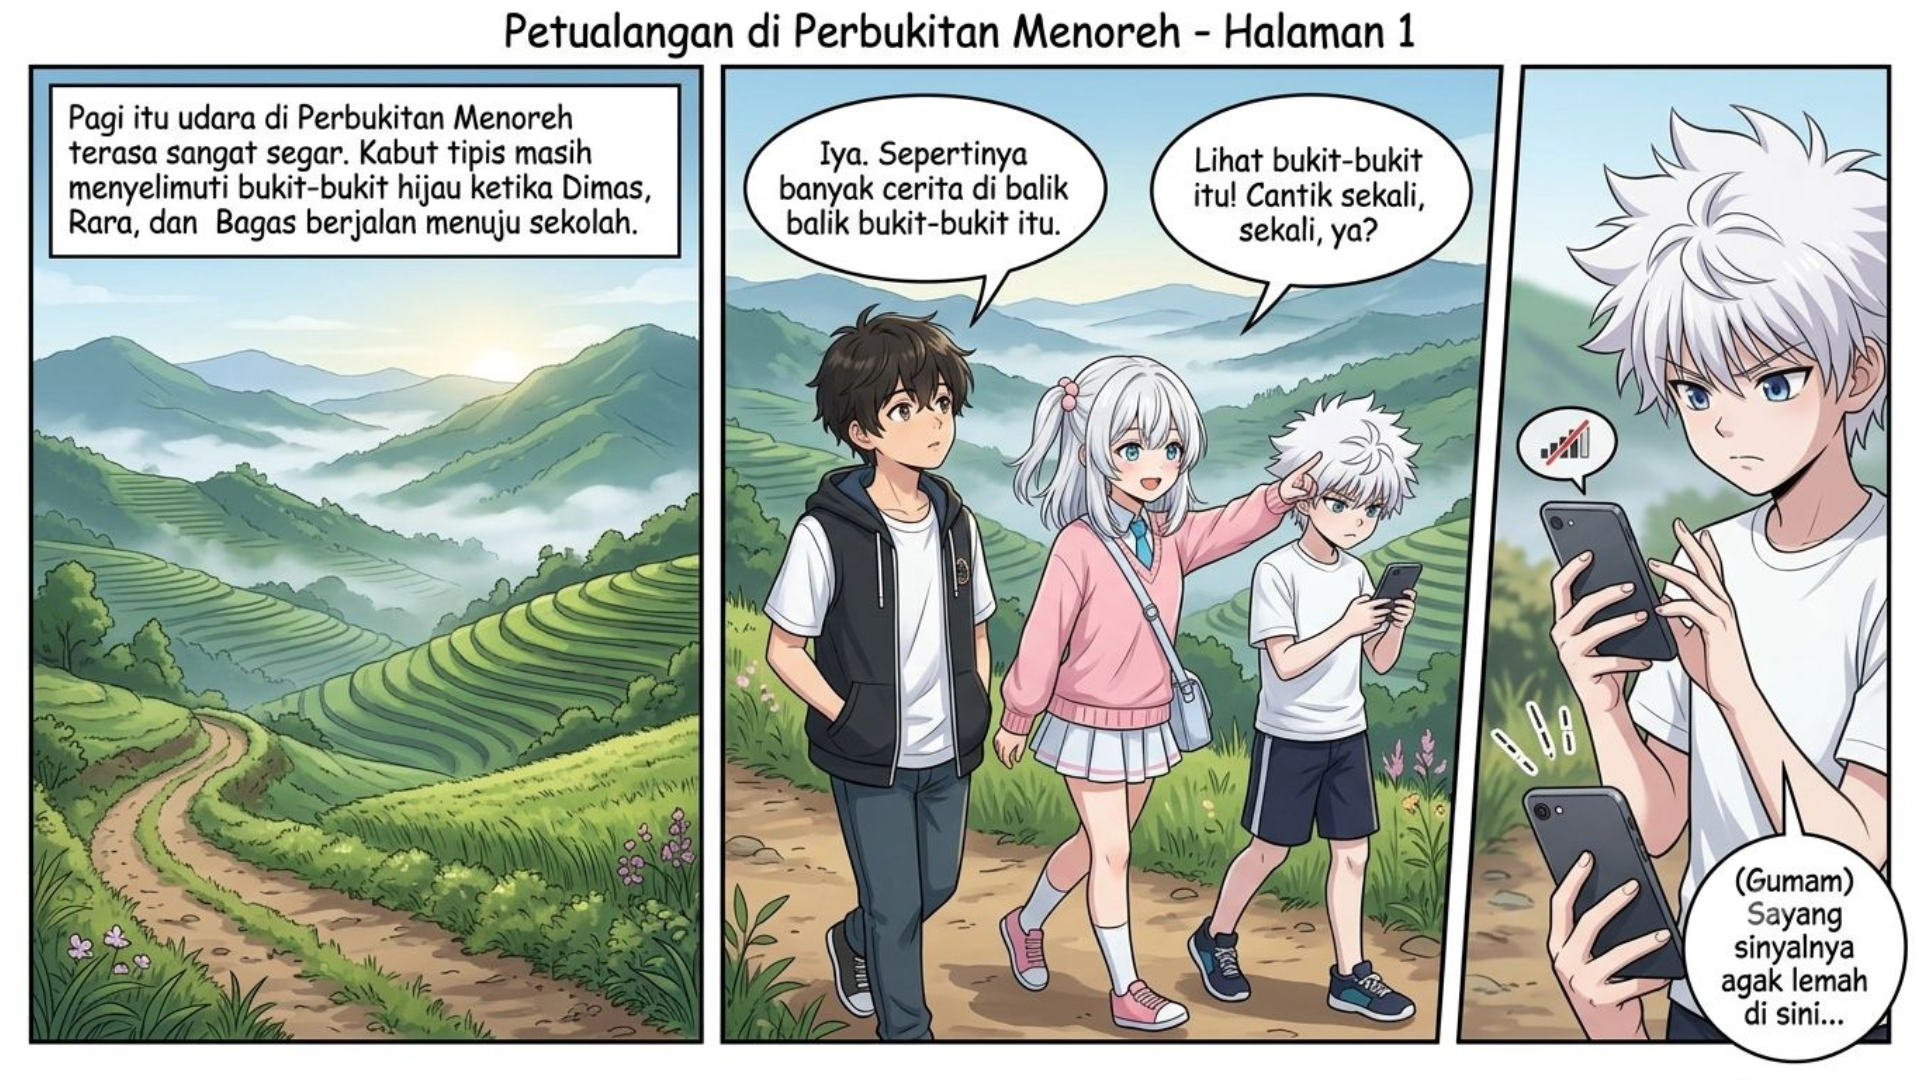 Petualangan di Perbukitan Menoreh - Halaman 1
Pagi itu udara di Perbukitan Menoreh
terasa sangat segar. Kabut tipis masih
menyelimuti bukit-bukit hijau ketika Dimas,
Rara, dan Bagas berjalan menuju sekolah.
Iya. Sepertinya
banyak cerita di balik
balik bukit-bukit itu.
Lihat bukit-bukit
itu! Cantik sekali,
sekali, ya?
(Gumam)
Sayang
sinyalnya
agak lemah
di sini...